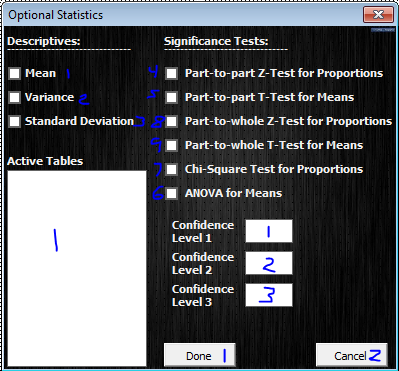 Optional Statistics
Descriptives:
Mean 1
Variance 2
Standard Deviation 3
Active Tables
1
Significance Tests:
4 Part-to-part Z-Test for Proportions
5 Part-to-part T-Test for Means
8 Part-to-whole Z-Test for Proportions
9 Part-to-whole T-Test for Means
7 Chi-Square Test for Proportions
6 ANOVA for Means
Confidence
Level 1 1
Confidence
Level 2 2
Confidence
Level 3 3
Done 1
Cancel 2